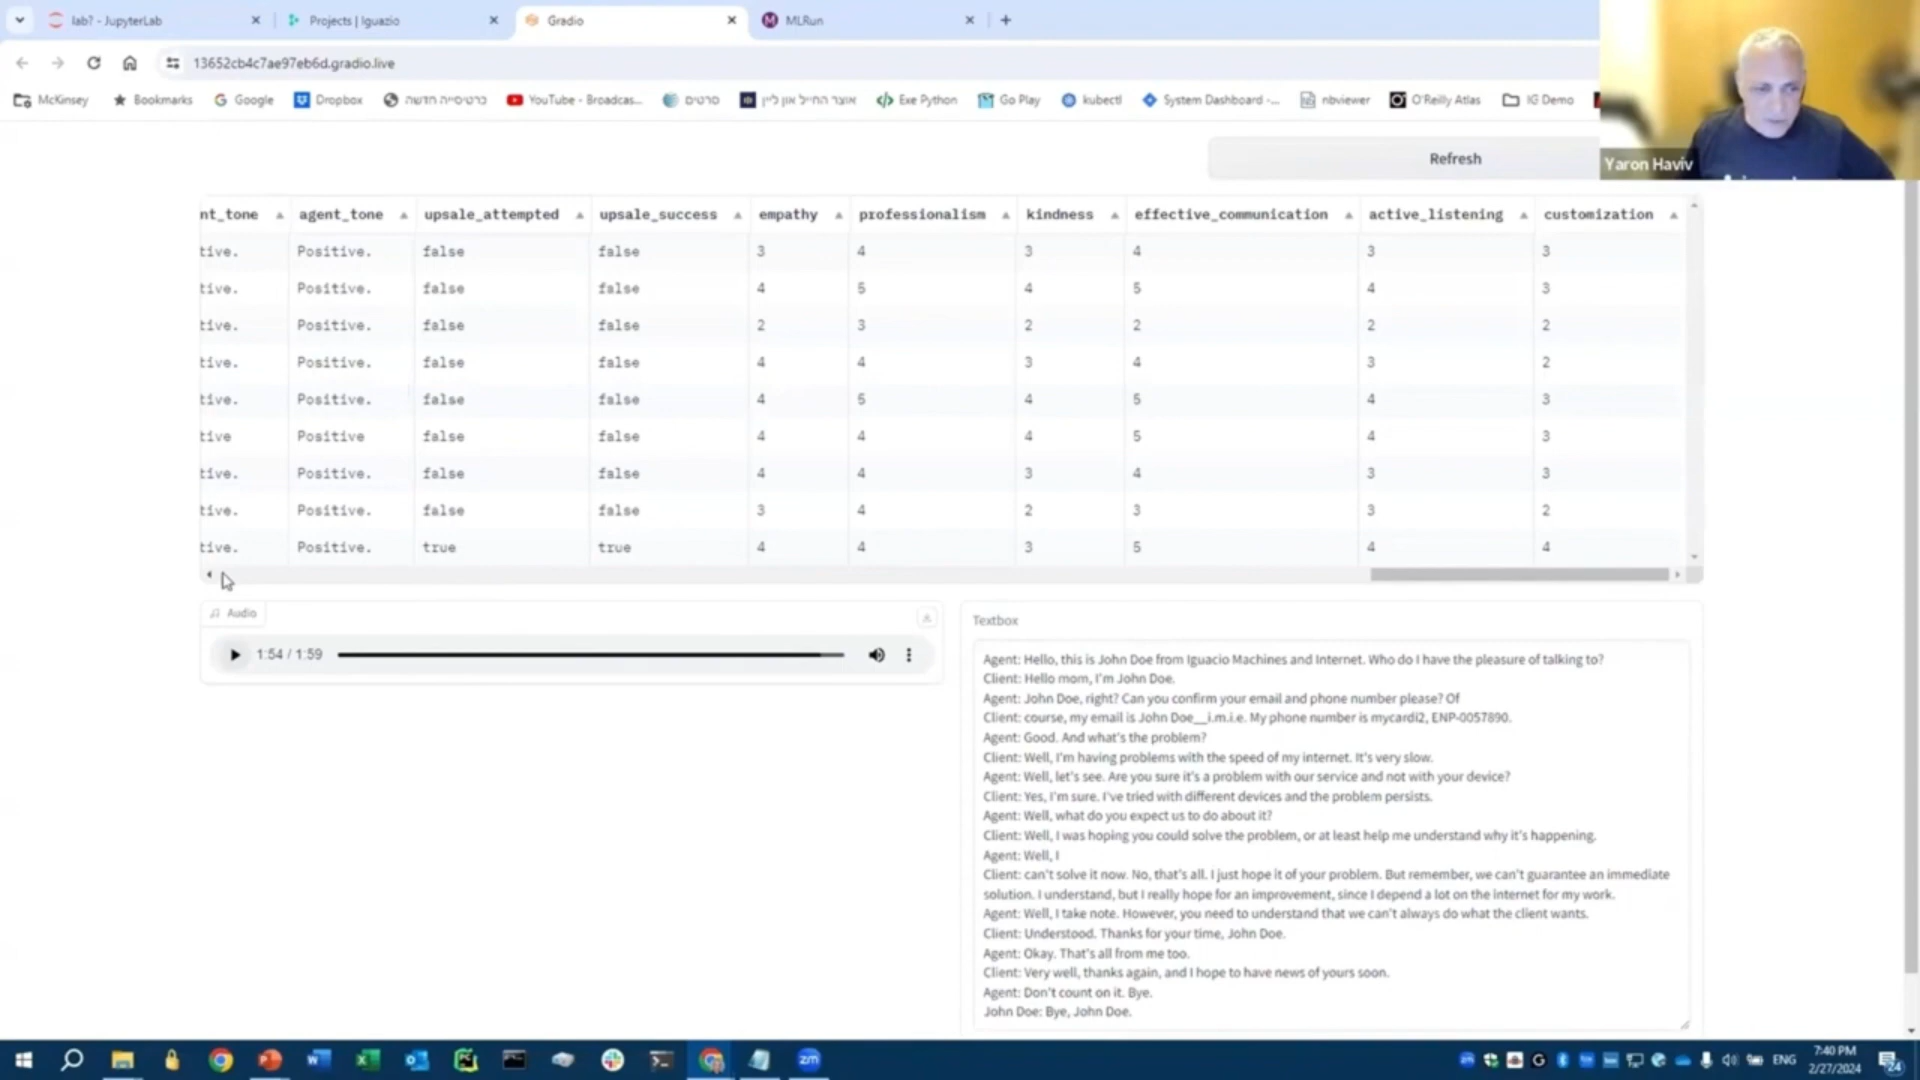 lab? - JupyterLab
Projects | Iguazio
Gradio
MLRun
13652cb4c7ae97eb6d.gradio.live
McKinsey Bookmarks Google Dropbox כרטיסייה חדשה YouTube - Broadcas... סרטים אוצר החייל און ליין Exe Python Go Play kubectl System Dashboard -... nbviewer O'Reilly Atlas IG Demo
Yaron Haviv
Refresh
nt_tone agent_tone upsale_attempted upsale_success empathy professionalism kindness effective_communication active_listening customization
tive. Positive. false false 3 4 3 4 3 3
tive. Positive. false false 4 5 4 5 4 3
tive. Positive. false false 2 3 2 2 2 2
tive. Positive. false false 4 4 3 4 3 2
tive. Positive. false false 4 5 4 5 4 3
tive Positive false false 4 4 4 5 4 3
tive. Positive. false false 4 4 3 4 3 3
tive. Positive. false false 3 4 2 3 3 2
tive. Positive. true true 4 4 3 5 4 4
Audio
1:54 / 1:59
Textbox
Agent: Hello, this is John Doe from Iguacio Machines and Internet. Who do I have the pleasure of talking to?
Client: Hello mom, I'm John Doe.
Agent: John Doe, right? Can you confirm your email and phone number please? Of
Client: course, my email is John Doe__i.m.i.e. My phone number is mycardi2, ENP-0057890.
Agent: Good. And what's the problem?
Client: Well, I'm having problems with the speed of my internet. It's very slow.
Agent: Well, let's see. Are you sure it's a problem with our service and not with your device?
Client: Yes, I'm sure. I've tried with different devices and the problem persists.
Agent: Well, what do you expect us to do about it?
Client: Well, I was hoping you could solve the problem, or at least help me understand why it's happening.
Agent: Well, I
Client: can't solve it now. No, that's all. I just hope it of your problem. But remember, we can't guarantee an immediate
solution. I understand, but I really hope for an improvement, since I depend a lot on the internet for my work.
Agent: Well, I take note. However, you need to understand that we can't always do what the client wants.
Client: Understood. Thanks for your time, John Doe.
Agent: Okay. That's all from me too.
Client: Very well, thanks again, and I hope to have news of yours soon.
Agent: Don't count on it. Bye.
John Doe: Bye, John Doe.
zm
ENG
7:40 PM
2/27/2024
24